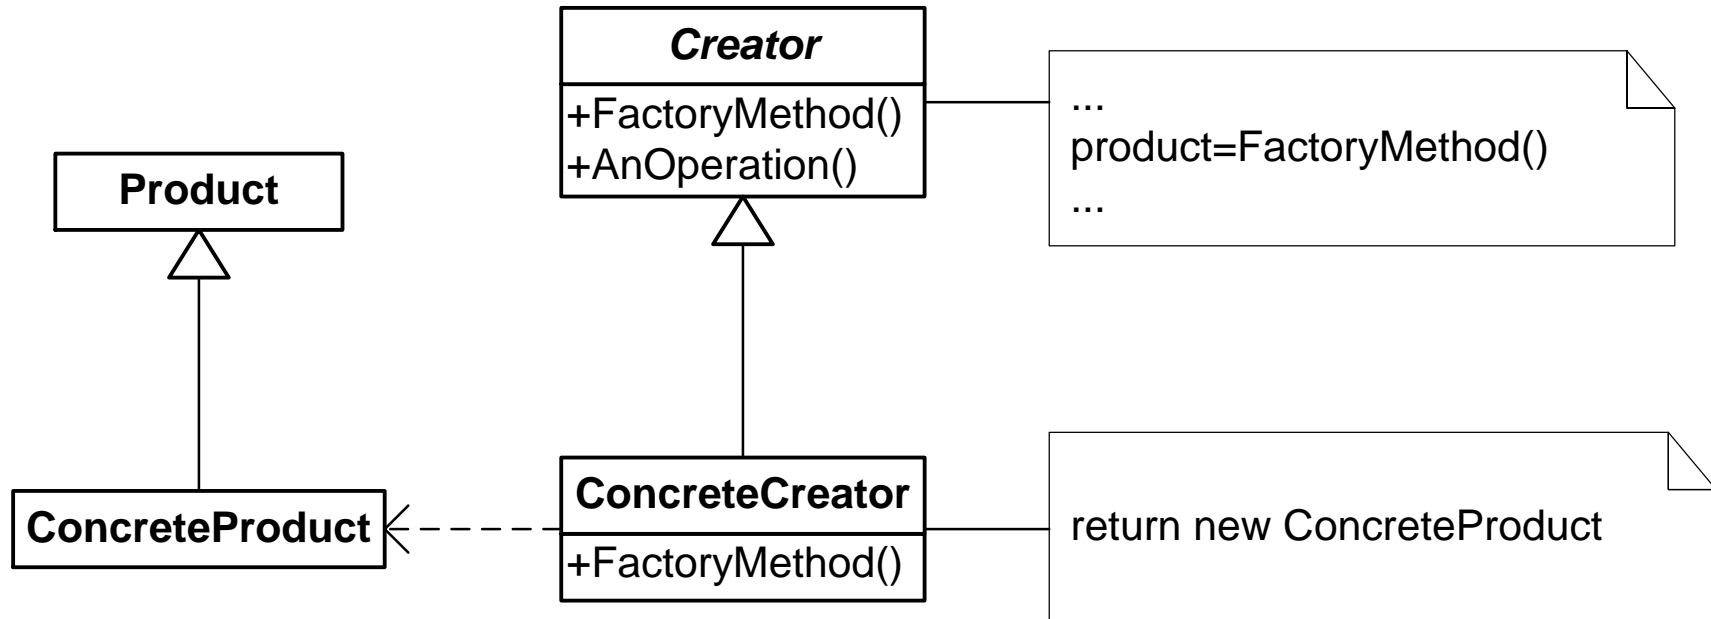 Creator
+FactoryMethod()
+AnOperation()
...
product=FactoryMethod()
...
Product
ConcreteProduct
ConcreteCreator
+FactoryMethod()
return new ConcreteProduct